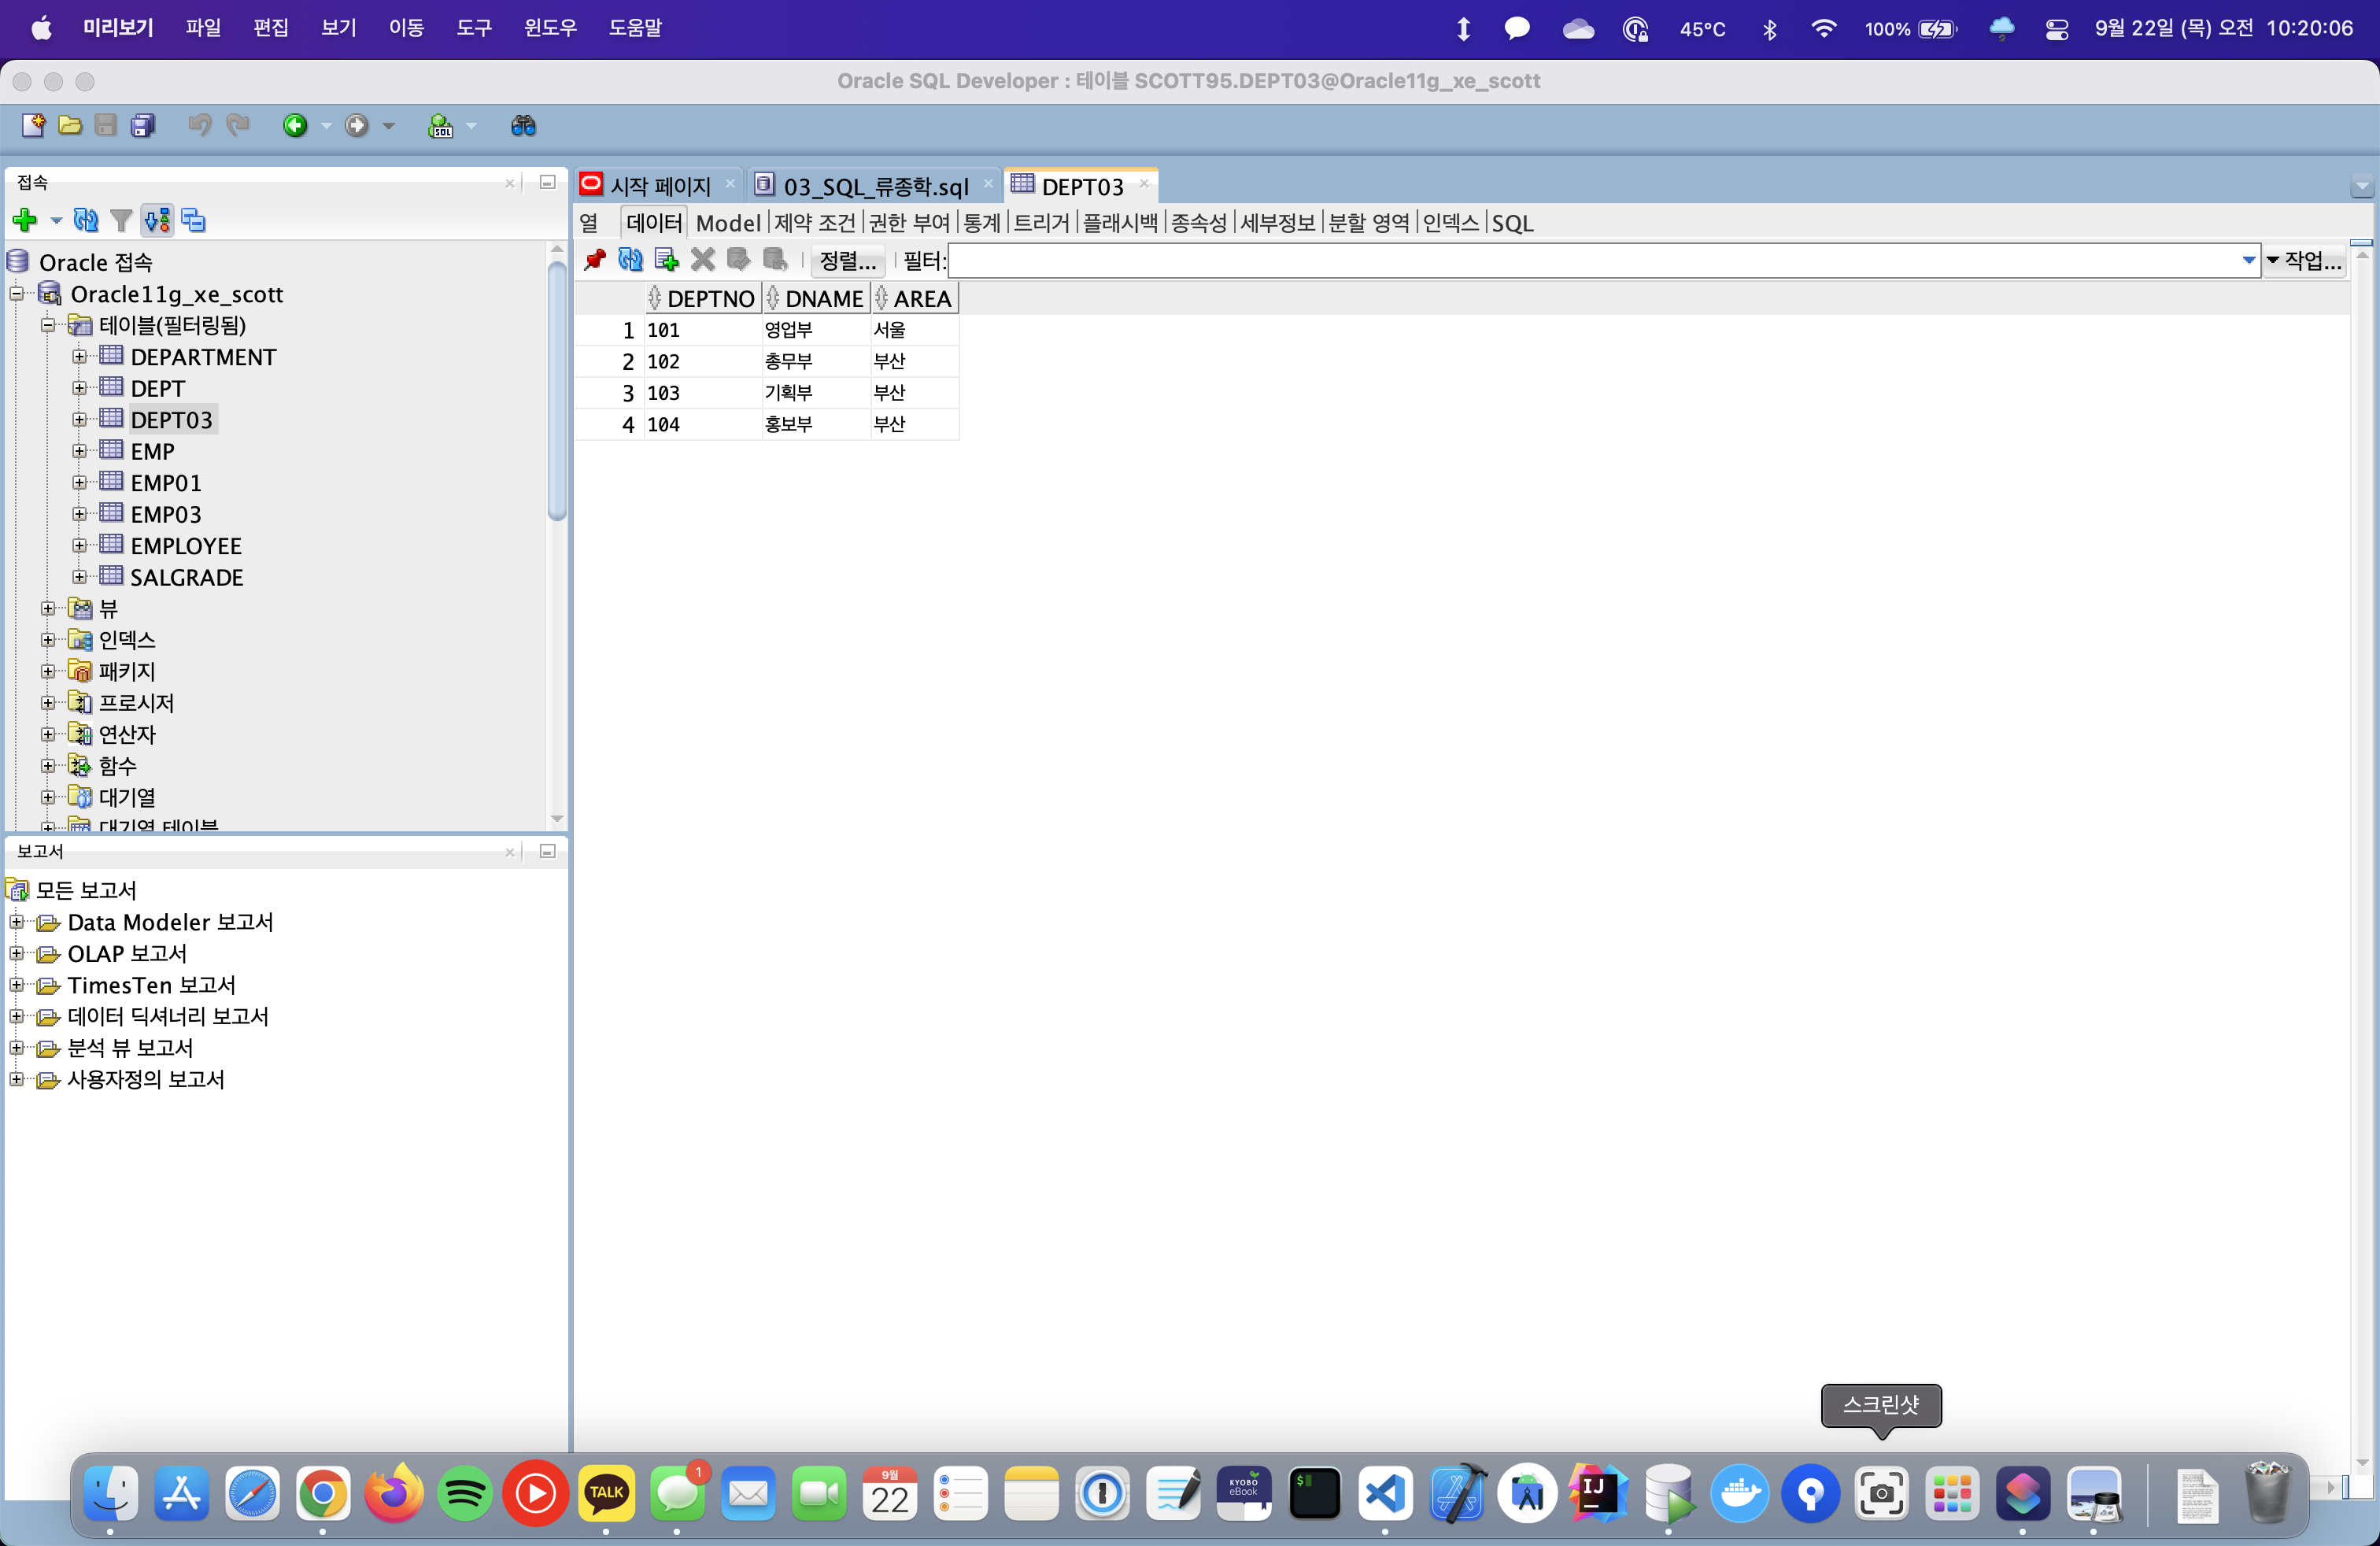 미리보기 파일 편집 보기 이동 도구 윈도우 도움말 45°C 100% 9월 22일 (목) 오전 10:20:06
Oracle SQL Developer : 테이블 SCOTT95.DEPT03@Oracle11g_xe_scott
SQL
접속
시작 페이지 03_SQL_류종학.sql DEPT03
열 데이터 Model 제약 조건 권한 부여 통계 트리거 플래시백 종속성 세부정보 분할 영역 인덱스 SQL
정렬... 필터: 작업...
DEPTNO DNAME AREA
1 101 영업부 서울
2 102 총무부 부산
3 103 기획부 부산
4 104 홍보부 부산
Oracle 접속
Oracle11g_xe_scott
테이블(필터링됨)
DEPARTMENT
DEPT
DEPT03
EMP
EMP01
EMP03
EMPLOYEE
SALGRADE
뷰
인덱스
패키지
프로시저
연산자
함수
대기열
대기열 테이블
보고서
모든 보고서
Data Modeler 보고서
OLAP 보고서
TimesTen 보고서
데이터 딕셔너리 보고서
분석 뷰 보고서
사용자정의 보고서
스크린샷
TALK
1
9월
22
KYOBO
eBook
$
IJ